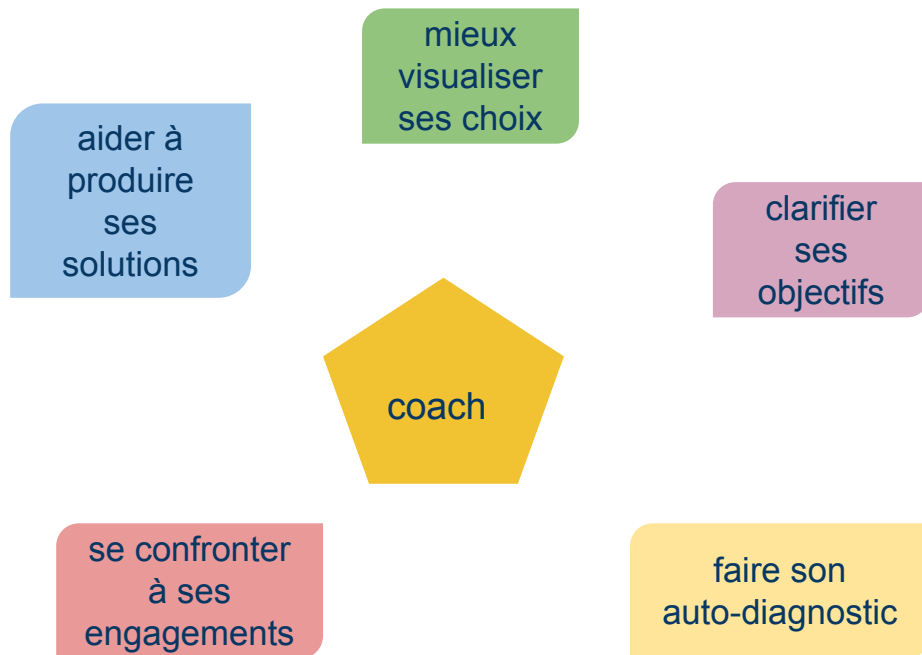 mieux
visualiser
ses choix
aider à
produire
ses
solutions
clarifier
ses
objectifs
coach
se confronter
à ses
engagements
faire son
auto-diagnostic